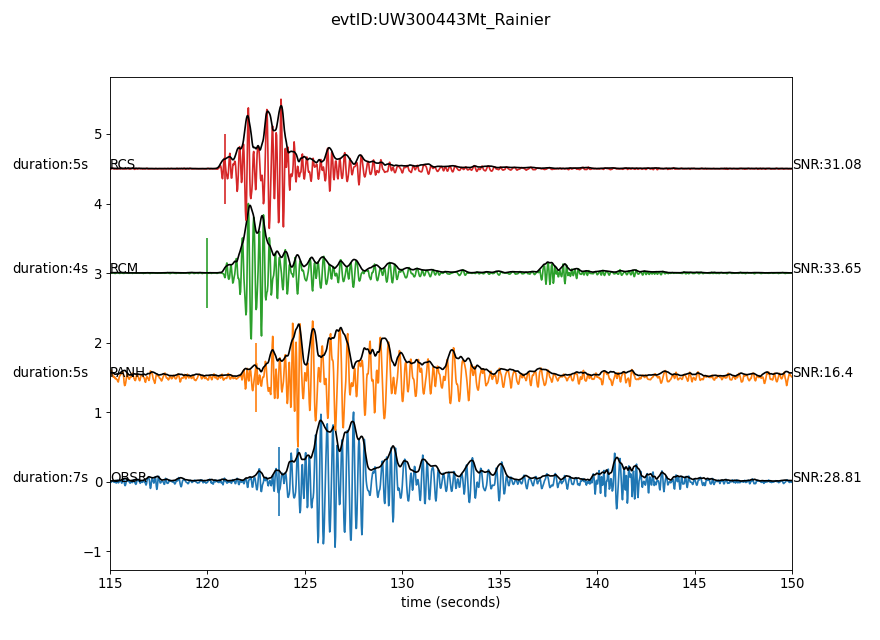 evtID:UW300443Mt_Rainier
duration:5s RCS SNR:31.08
duration:4s RCM SNR:33.65
duration:5s PANH SNR:16.4
duration:7s OBSR SNR:28.81
5
4
3
2
1
0
−1
115 120 125 130 135 140 145 150
time (seconds)